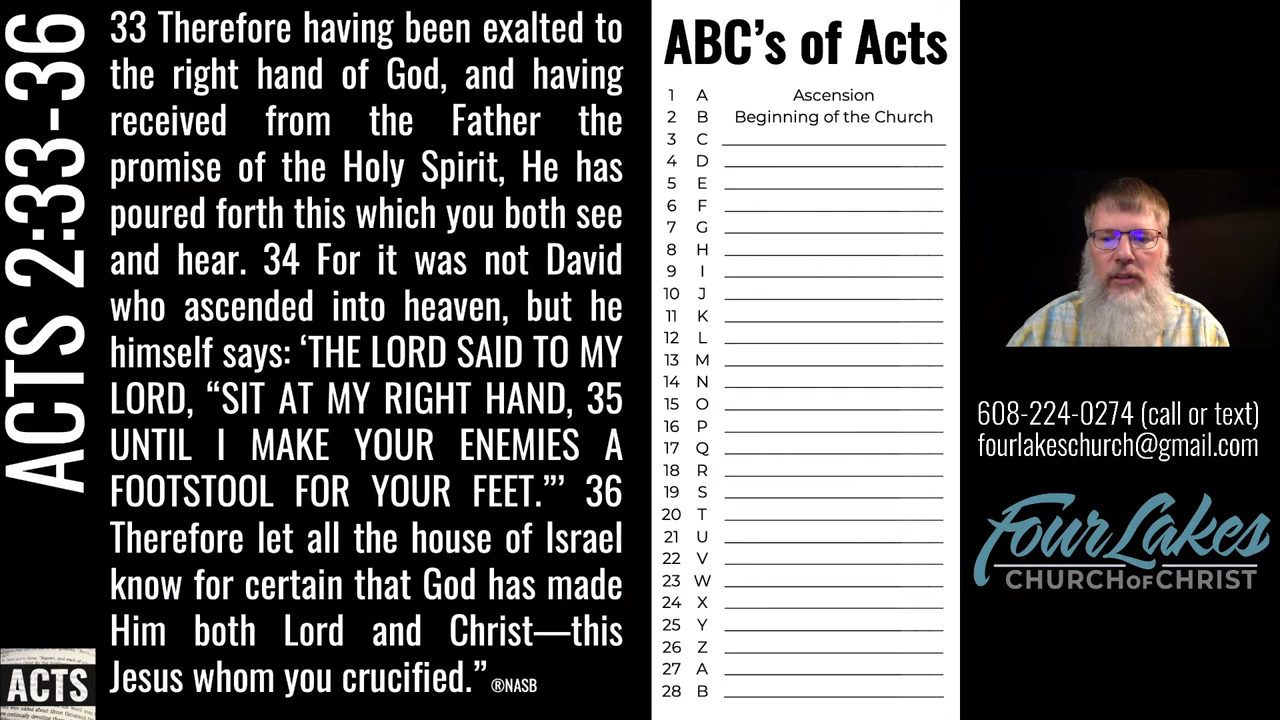 ACTS 2:33-36
33 Therefore having been exalted to
the right hand of God, and having
received from the Father the
promise of the Holy Spirit, He has
poured forth this which you both see
and hear. 34 For it was not David
who ascended into heaven, but he
himself says: ‘THE LORD SAID TO MY
LORD, “SIT AT MY RIGHT HAND, 35
UNTIL I MAKE YOUR ENEMIES A
FOOTSTOOL FOR YOUR FEET.”’ 36
Therefore let all the house of Israel
know for certain that God has made
Him both Lord and Christ—this
Jesus whom you crucified.” ®NASB
ACTS
ABC’s of Acts
1 A Ascension
2 B Beginning of the Church
3 C
4 D
5 E
6 F
7 G
8 H
9 I
10 J
11 K
12 L
13 M
14 N
15 O
16 P
17 Q
18 R
19 S
20 T
21 U
22 V
23 W
24 X
25 Y
26 Z
27 A
28 B
608-224-0274 (call or text)
fourlakeschurch@gmail.com
Four Lakes
CHURCH OF CHRIST